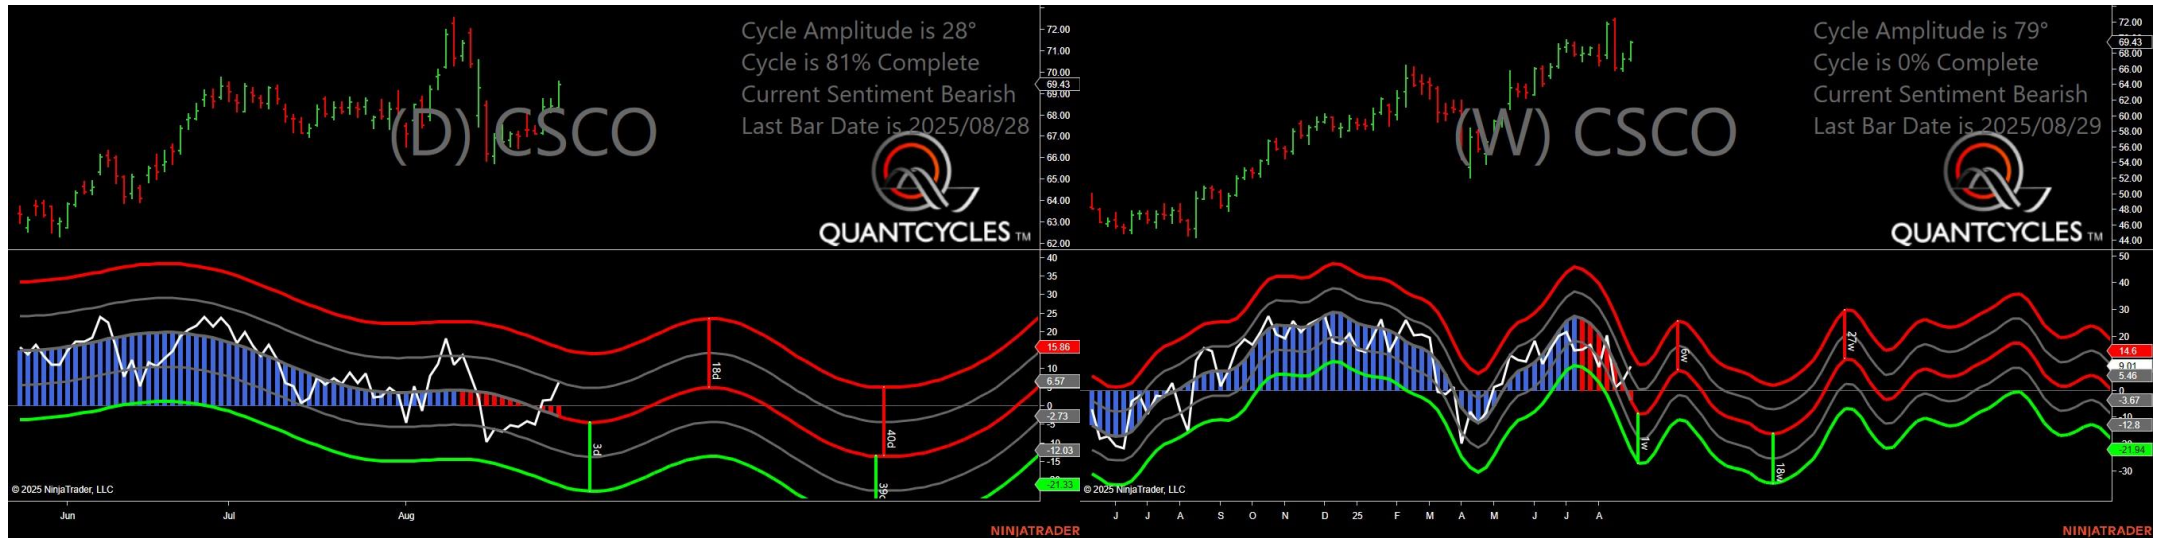 Cycle Amplitude is 28°
Cycle is 81% Complete
Current Sentiment Bearish
Last Bar Date is 2025/08/28
(D) CSCO
QUANTCYCLES TM
72.00
71.00
70.00
69.43
69.00
68.00
67.00
66.00
65.00
64.00
63.00
62.00
40
35
30
25
20
15.86
10
6.57
0
-2.73
-5
-10
-12.03
-15
-21.33
18d
3d
40d
39d
© 2025 NinjaTrader, LLC
Jun
Jul
Aug
NINJATRADER
Cycle Amplitude is 79°
Cycle is 0% Complete
Current Sentiment Bearish
Last Bar Date is 2025/08/29
(W) CSCO
QUANTCYCLES TM
72.00
69.43
68.00
66.00
64.00
62.00
60.00
58.00
56.00
54.00
52.00
50.00
48.00
46.00
44.00
50
40
30
20
14.6
9.01
5.46
0
-3.67
-10
-12.8
-21.94
-30
6w
27w
1w
18w
© 2025 NinjaTrader, LLC
J
J
A
S
O
N
D
25
F
M
A
M
J
J
A
NINJATRADER